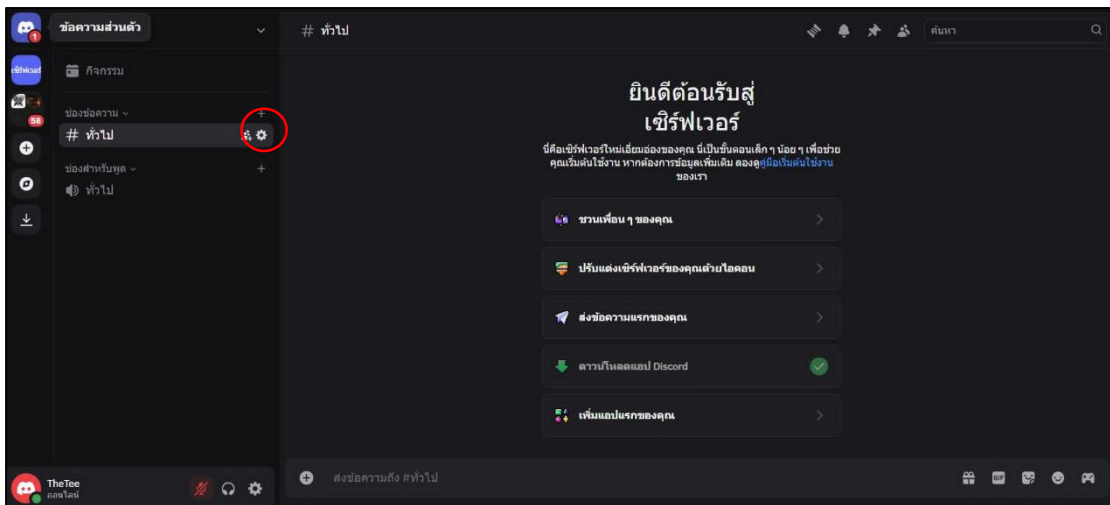 ข้อความส่วนตัว
1
# ทั่วไป
ค้นหา
เซิร์ฟเวอร์
กิจกรรม
58
ช่องข้อความ
# ทั่วไป
ช่องสำหรับพูด
ทั่วไป
ยินดีต้อนรับสู่
เซิร์ฟเวอร์
นี่คือเซิร์ฟเวอร์ใหม่เอี่ยมอ่องของคุณ นี่เป็นขั้นตอนเล็ก ๆ น้อย ๆ เพื่อช่วย
คุณเริ่มต้นใช้งาน หากต้องการข้อมูลเพิ่มเติม ลองดูคู่มือเริ่มต้นใช้งาน
ของเรา
ชวนเพื่อน ๆ ของคุณ
ปรับแต่งเซิร์ฟเวอร์ของคุณด้วยไอคอน
ส่งข้อความแรกของคุณ
ดาวน์โหลดแอป Discord
เพิ่มแอปแรกของคุณ
TheTee
ออนไลน์
ส่งข้อความถึง #ทั่วไป
GIF